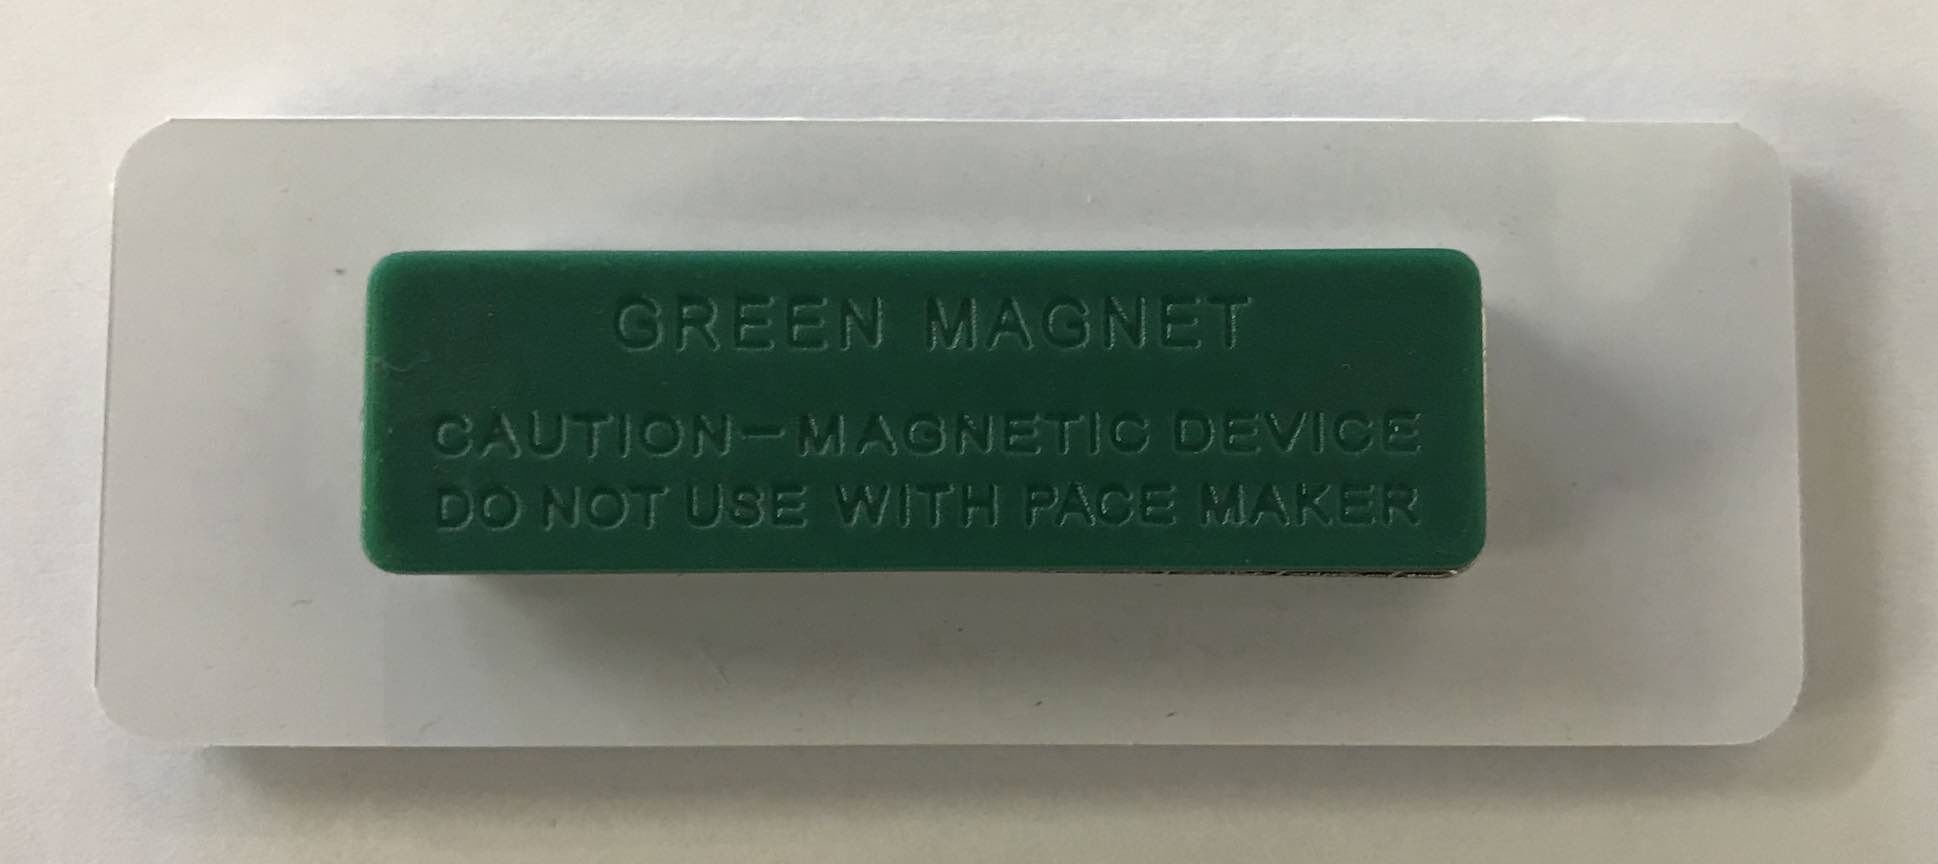 GREEN MAGNET
CAUTION-MAGNETIC DEVICE
DO NOT USE WITH PACE MAKER